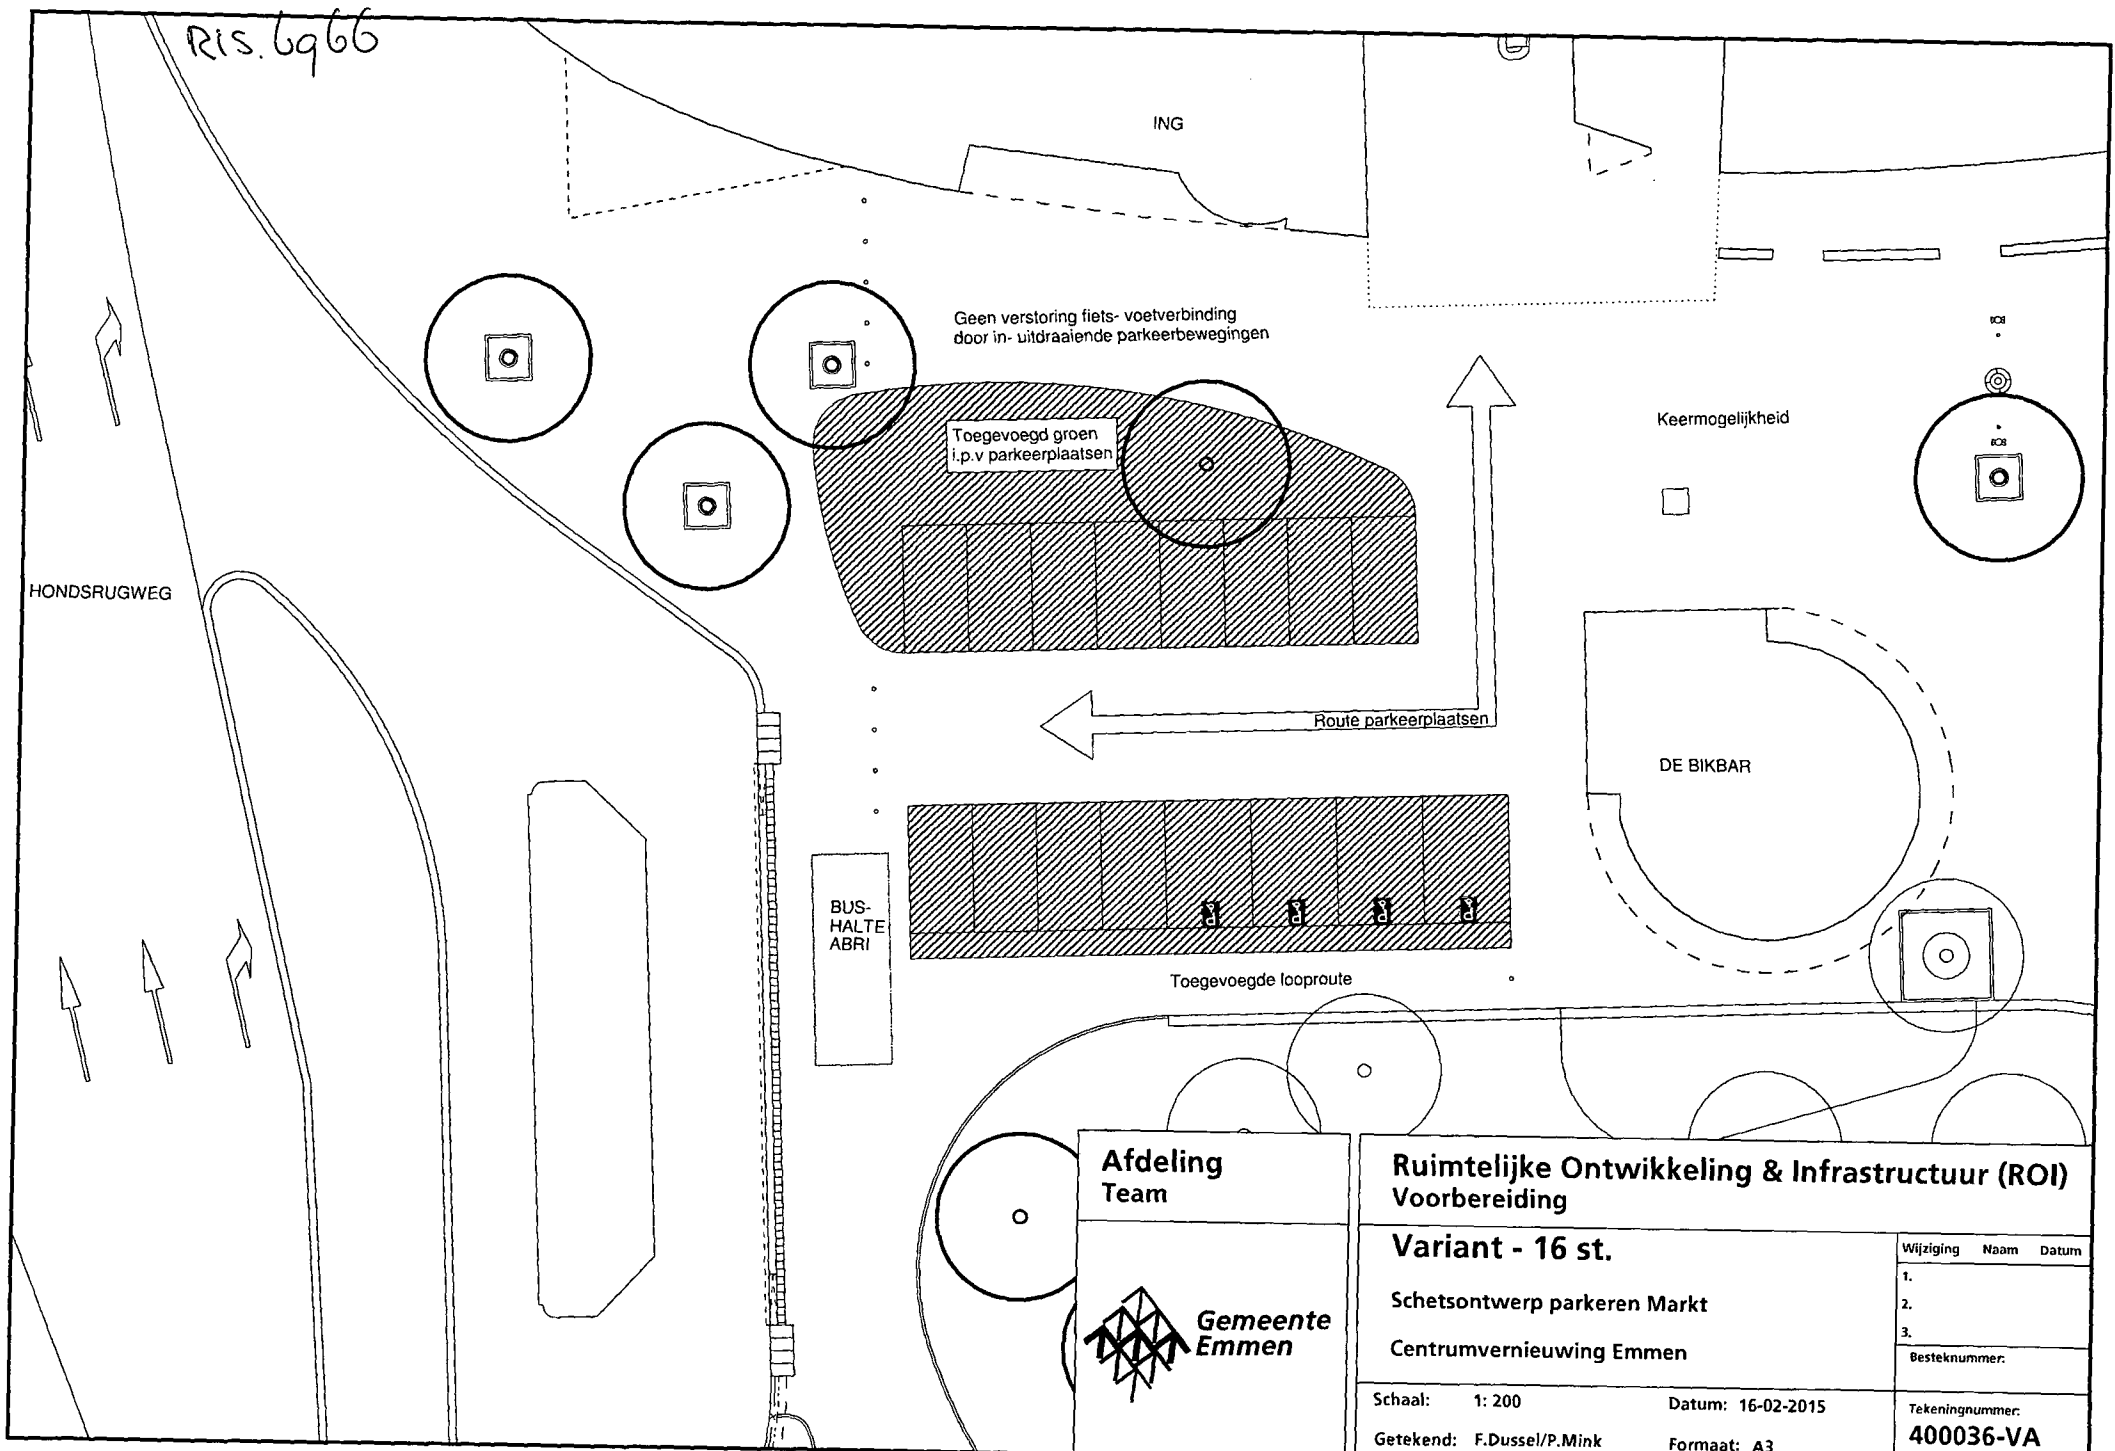 RIS.6966
ING
Geen verstoring fiets- voetverbinding
door in- uitdraaiende parkeerbewegingen
Toegevoegd groen
i.p.v parkeerplaatsen
Keermogelijkheid
HONDSRUGWEG
Route parkeerplaatsen
DE BIKBAR
BUS-
HALTE
ABRI
Toegevoegde looproute
Afdeling
Team
Ruimtelijke Ontwikkeling & Infrastructuur (ROI)
Voorbereiding
Gemeente
Emmen
Variant - 16 st.
Schetsontwerp parkeren Markt
Centrumvernieuwing Emmen
Wijziging Naam Datum
1.
2.
3.
Besteknummer:
Schaal: 1: 200 Datum: 16-02-2015
Getekend: F.Dussel/P.Mink Formaat: A3
Tekeningnummer:
400036-VA